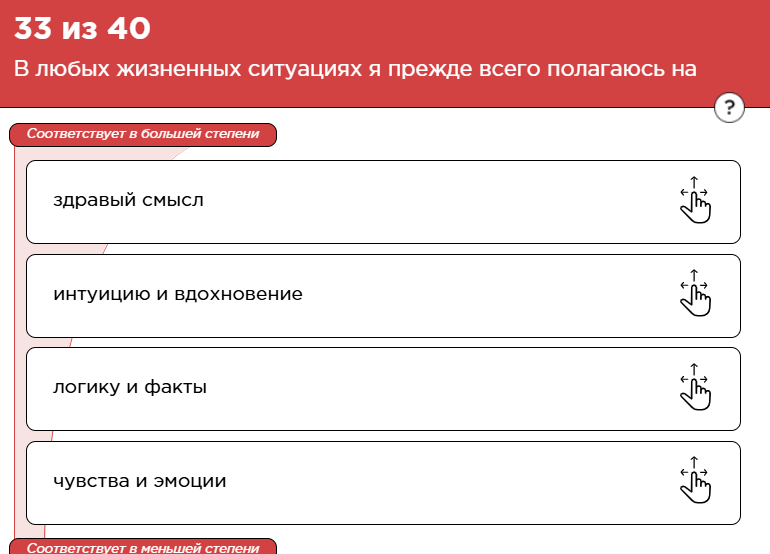 33 из 40
В любых жизненных ситуациях я прежде всего полагаюсь на
?
Соответствует в большей степени
здравый смысл
интуицию и вдохновение
логику и факты
чувства и эмоции
Соответствует в меньшей степени